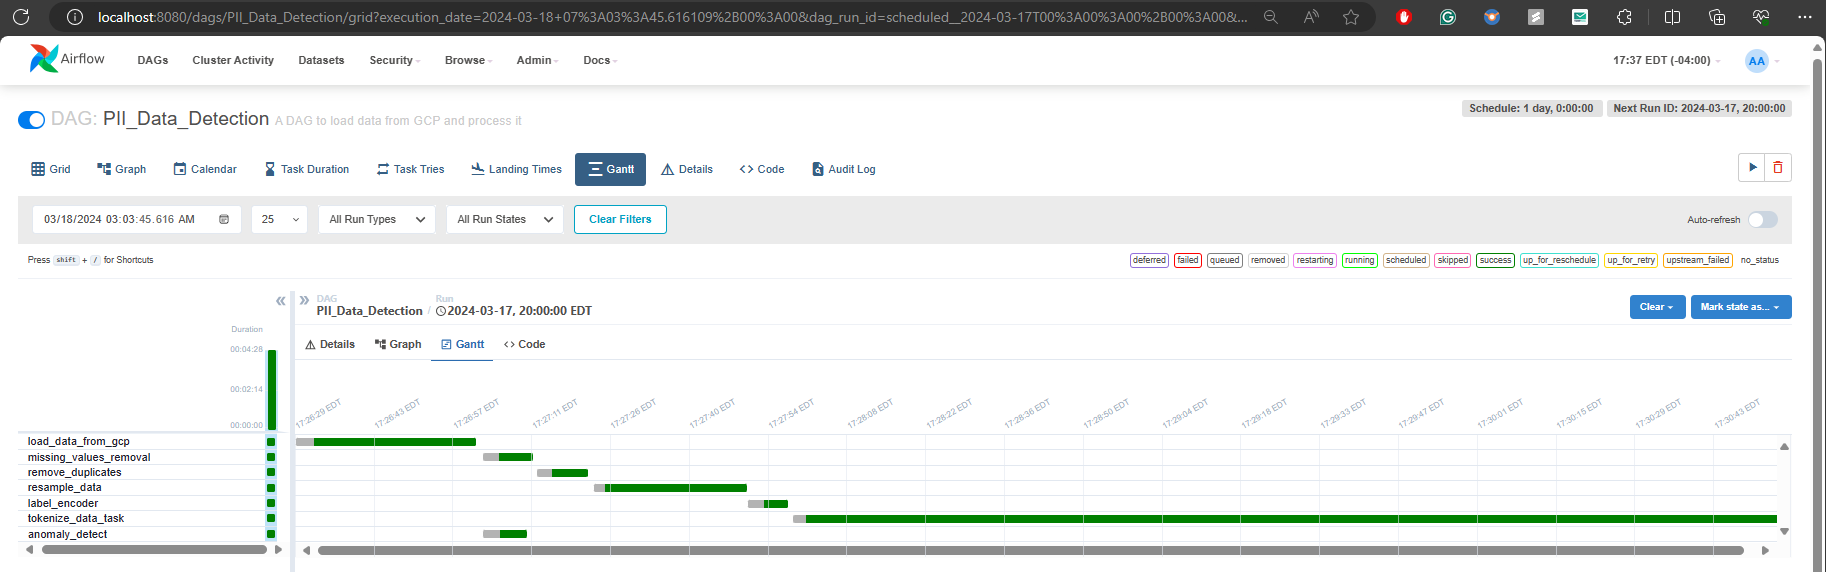 localhost:8080/dags/PII_Data_Detection/grid?execution_date=2024-03-18+07%3A03%3A45.616109%2B00%3A00&dag_run_id=scheduled__2024-03-17T00%3A00%3A00%2B00%3A00&...
Airflow DAGs Cluster Activity Datasets Security Browse Admin Docs 17:37 EDT (-04:00) AA
Schedule: 1 day, 0:00:00 Next Run ID: 2024-03-17, 20:00:00
DAG: PII_Data_Detection A DAG to load data from GCP and process it
Grid Graph Calendar Task Duration Task Tries Landing Times Gantt Details <> Code Audit Log
03/18/2024 03:03:45.616 AM 25 All Run Types All Run States Clear Filters Auto-refresh
Press shift + / for Shortcuts deferred failed queued removed restarting running scheduled skipped success up_for_reschedule up_for_retry upstream_failed no_status
DAG Run
PII_Data_Detection / 2024-03-17, 20:00:00 EDT Clear Mark state as...
Duration
Details Graph Gantt <> Code
00:04:28
00:02:14
00:00:00
17:26:29 EDT 17:26:43 EDT 17:26:57 EDT 17:27:11 EDT 17:27:26 EDT 17:27:40 EDT 17:27:54 EDT 17:28:08 EDT 17:28:22 EDT 17:28:36 EDT 17:28:50 EDT 17:29:04 EDT 17:29:18 EDT 17:29:33 EDT 17:29:47 EDT 17:30:01 EDT 17:30:15 EDT 17:30:29 EDT 17:30:43 EDT
load_data_from_gcp
missing_values_removal
remove_duplicates
resample_data
label_encoder
tokenize_data_task
anomaly_detect